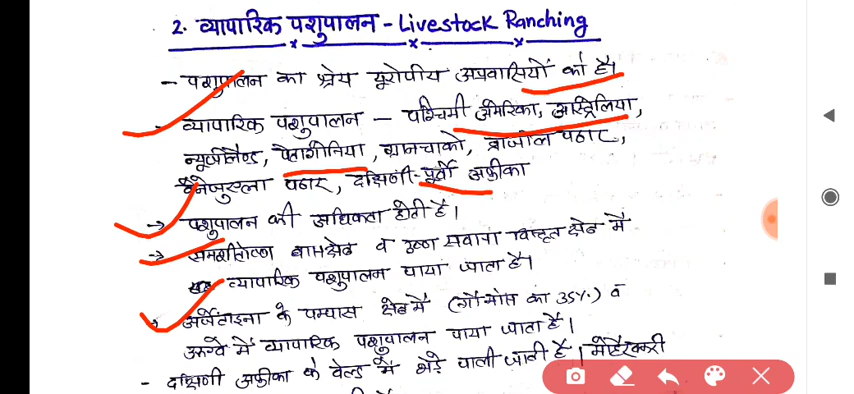 2. व्यापारिक पशुपालन - Livestock Ranching
- पशुपालन का श्रेय यूरोपीय अप्रवासियों को है।
→ व्यापारिक पशुपालन - पश्चिमी अमेरिका, आस्ट्रेलिया,
न्यूजीलैण्ड, पेतागोनिया, ग्रानचाको, ब्राजील पठार,
वेनेजुएला पठार, दक्षिणी-पूर्वी अफ्रीका
→ पशुपालन की अधिकता होती है।
→ समशीतोष्ण घासक्षेत्र व उष्ण सवाना विस्तृत क्षेत्र में
व्यापारिक पशुपालन पाया जाता है।
→ अर्जेंटाइना के पम्पास क्षेत्र में (गौमांस का 35%) व
उरुग्वे में व्यापारिक पशुपालन पाया जाता है।
- दक्षिणी अफ्रीका के वेल्ड में भेड़े पाली जाती है।